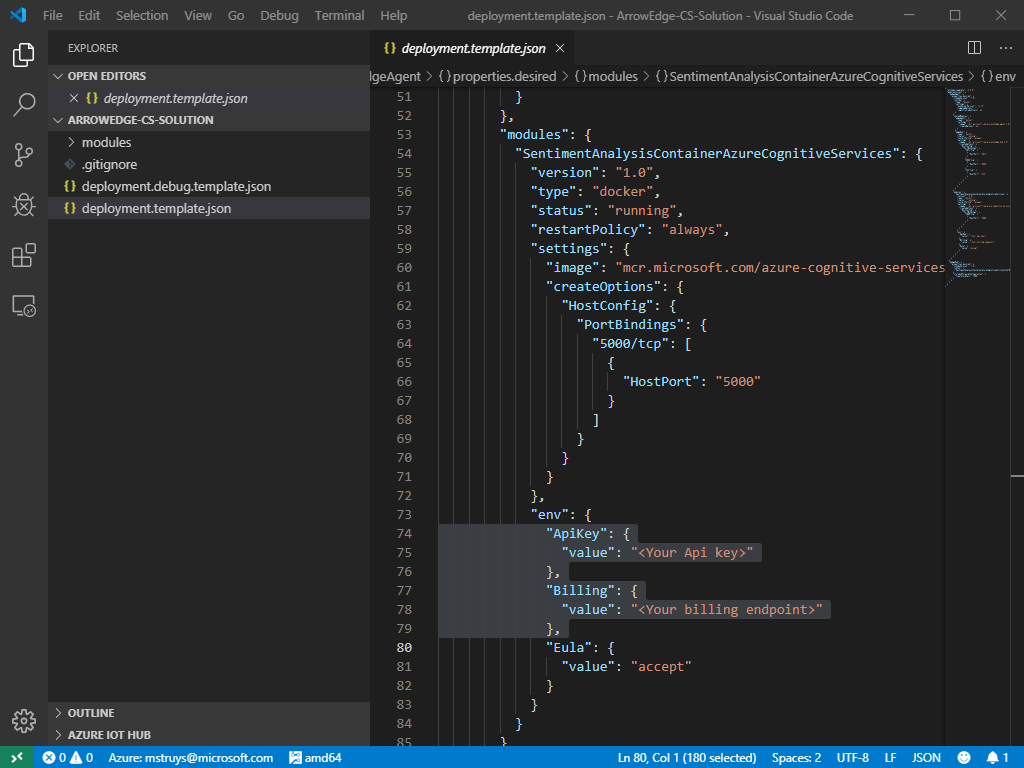 File Edit Selection View Go Debug Terminal Help deployment.template.json - ArrowEdge-CS-Solution - Visual Studio Code
EXPLORER
OPEN EDITORS
{} deployment.template.json
ARROWEDGE-CS-SOLUTION
modules
.gitignore
{} deployment.debug.template.json
{} deployment.template.json
OUTLINE
AZURE IOT HUB
{} deployment.template.json
dgeAgent > {} properties.desired > {} modules > {} SentimentAnalysisContainerAzureCognitiveServices > {} env
51 }
52 },
53 "modules": {
54 "SentimentAnalysisContainerAzureCognitiveServices": {
55 "version": "1.0",
56 "type": "docker",
57 "status": "running",
58 "restartPolicy": "always",
59 "settings": {
60 "image": "mcr.microsoft.com/azure-cognitive-services
61 "createOptions": {
62 "HostConfig": {
63 "PortBindings": {
64 "5000/tcp": [
65 {
66 "HostPort": "5000"
67 }
68 ]
69 }
70 }
71 }
72 },
73 "env": {
74 "ApiKey": {
75 "value": "<Your Api key>"
76 },
77 "Billing": {
78 "value": "<Your billing endpoint>"
79 },
80 "Eula": {
81 "value": "accept"
82 }
83 }
84 }
85 }
0 0 Azure: mstruys@microsoft.com amd64 Ln 80, Col 1 (180 selected) Spaces: 2 UTF-8 LF JSON 1